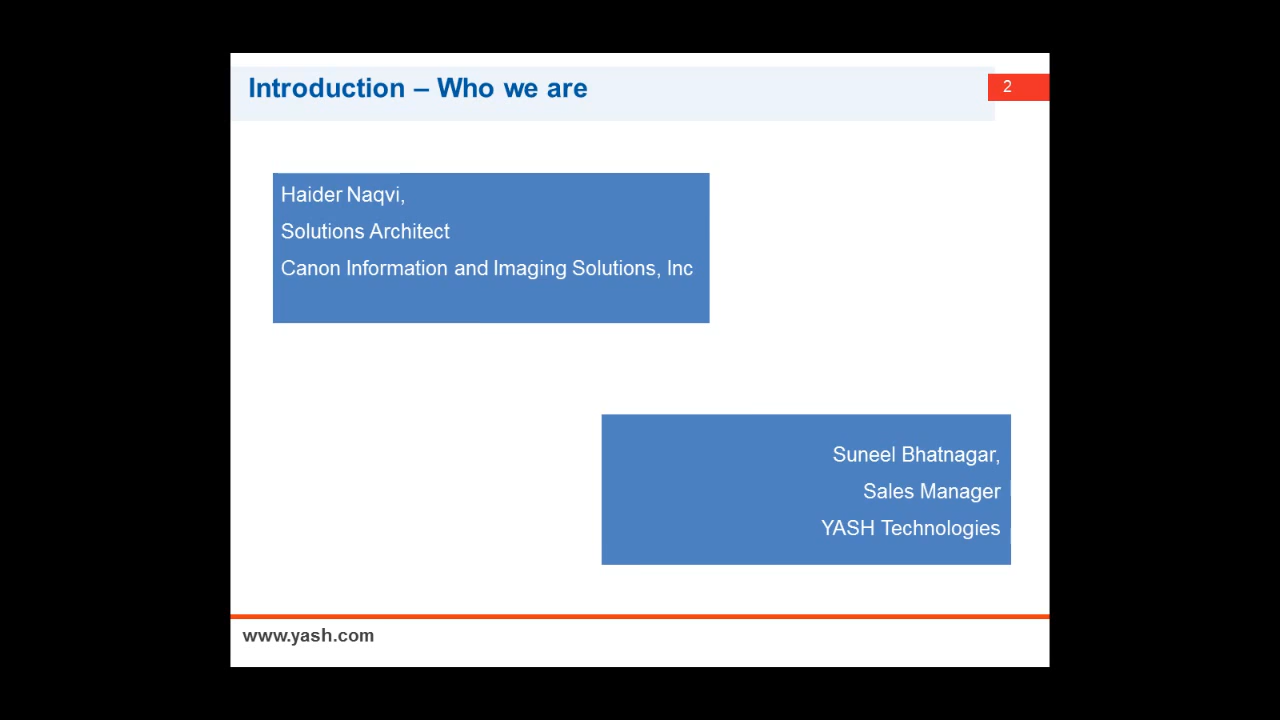 Introduction – Who we are
2
Haider Naqvi,
Solutions Architect
Canon Information and Imaging Solutions, Inc
Suneel Bhatnagar,
Sales Manager
YASH Technologies
www.yash.com